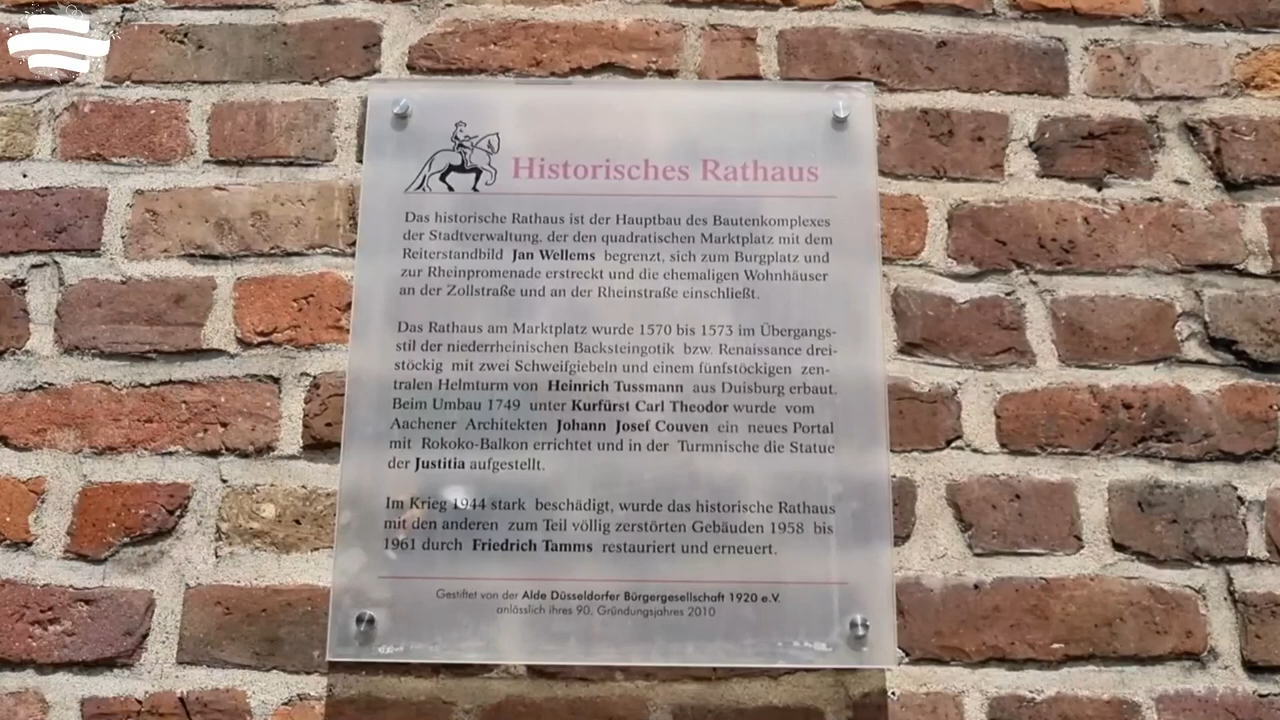 Historisches Rathaus
Das historische Rathaus ist der Hauptbau des Bautenkomplexes
der Stadtverwaltung, der den quadratischen Marktplatz mit dem
Reiterstandbild Jan Wellems begrenzt, sich zum Burgplatz und
zur Rheinpromenade erstreckt und die ehemaligen Wohnhäuser
an der Zollstraße und an der Rheinstraße einschließt.
Das Rathaus am Marktplatz wurde 1570 bis 1573 im Übergangs-
stil der niederrheinischen Backsteingotik bzw. Renaissance drei-
stöckig mit zwei Schweifgiebeln und einem fünfstöckigen zen-
tralen Helmturm von Heinrich Tussmann aus Duisburg erbaut.
Beim Umbau 1749 unter Kurfürst Carl Theodor wurde vom
Aachener Architekten Johann Josef Couven ein neues Portal
mit Rokoko-Balkon errichtet und in der Turmnische die Statue
der Justitia aufgestellt.
Im Krieg 1944 stark beschädigt, wurde das historische Rathaus
mit den anderen zum Teil völlig zerstörten Gebäuden 1958 bis
1961 durch Friedrich Tamms restauriert und erneuert.
Gestiftet von der Alde Düsseldorfer Bürgergesellschaft 1920 e.V.
anlässlich ihres 90. Gründungsjahres 2010